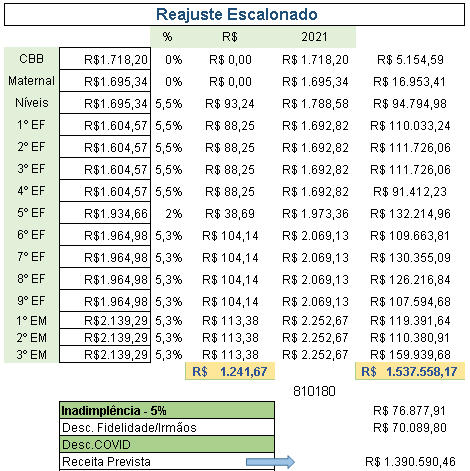 Reajuste Escalonado
% R$ 2021
CBB R$1.718,20 0% R$ 0,00 R$ 1.718,20 R$ 5.154,59
Maternal R$1.695,34 0% R$ 0,00 R$ 1.695,34 R$ 16.953,41
Níveis R$1.695,34 5,5% R$ 93,24 R$ 1.788,58 R$ 94.794,98
1º EF R$1.604,57 5,5% R$ 88,25 R$ 1.692,82 R$ 110.033,24
2º EF R$1.604,57 5,5% R$ 88,25 R$ 1.692,82 R$ 111.726,06
3º EF R$1.604,57 5,5% R$ 88,25 R$ 1.692,82 R$ 111.726,06
4º EF R$1.604,57 5,5% R$ 88,25 R$ 1.692,82 R$ 91.412,23
5º EF R$1.934,66 2% R$ 38,69 R$ 1.973,36 R$ 132.214,96
6º EF R$1.964,98 5,3% R$ 104,14 R$ 2.069,13 R$ 109.663,81
7º EF R$1.964,98 5,3% R$ 104,14 R$ 2.069,13 R$ 130.355,09
8º EF R$1.964,98 5,3% R$ 104,14 R$ 2.069,13 R$ 126.216,84
9º EF R$1.964,98 5,3% R$ 104,14 R$ 2.069,13 R$ 107.594,68
1º EM R$2.139,29 5,3% R$ 113,38 R$ 2.252,67 R$ 119.391,64
2º EM R$2.139,29 5,3% R$ 113,38 R$ 2.252,67 R$ 110.380,91
3º EM R$2.139,29 5,3% R$ 113,38 R$ 2.252,67 R$ 159.939,68
R$ 1.241,67 R$ 1.537.558,17
810180
Inadimplência - 5% R$ 76.877,91
Desc. Fidelidade/Irmãos R$ 70.089,80
Desc.COVID
Receita Prevista R$ 1.390.590,46